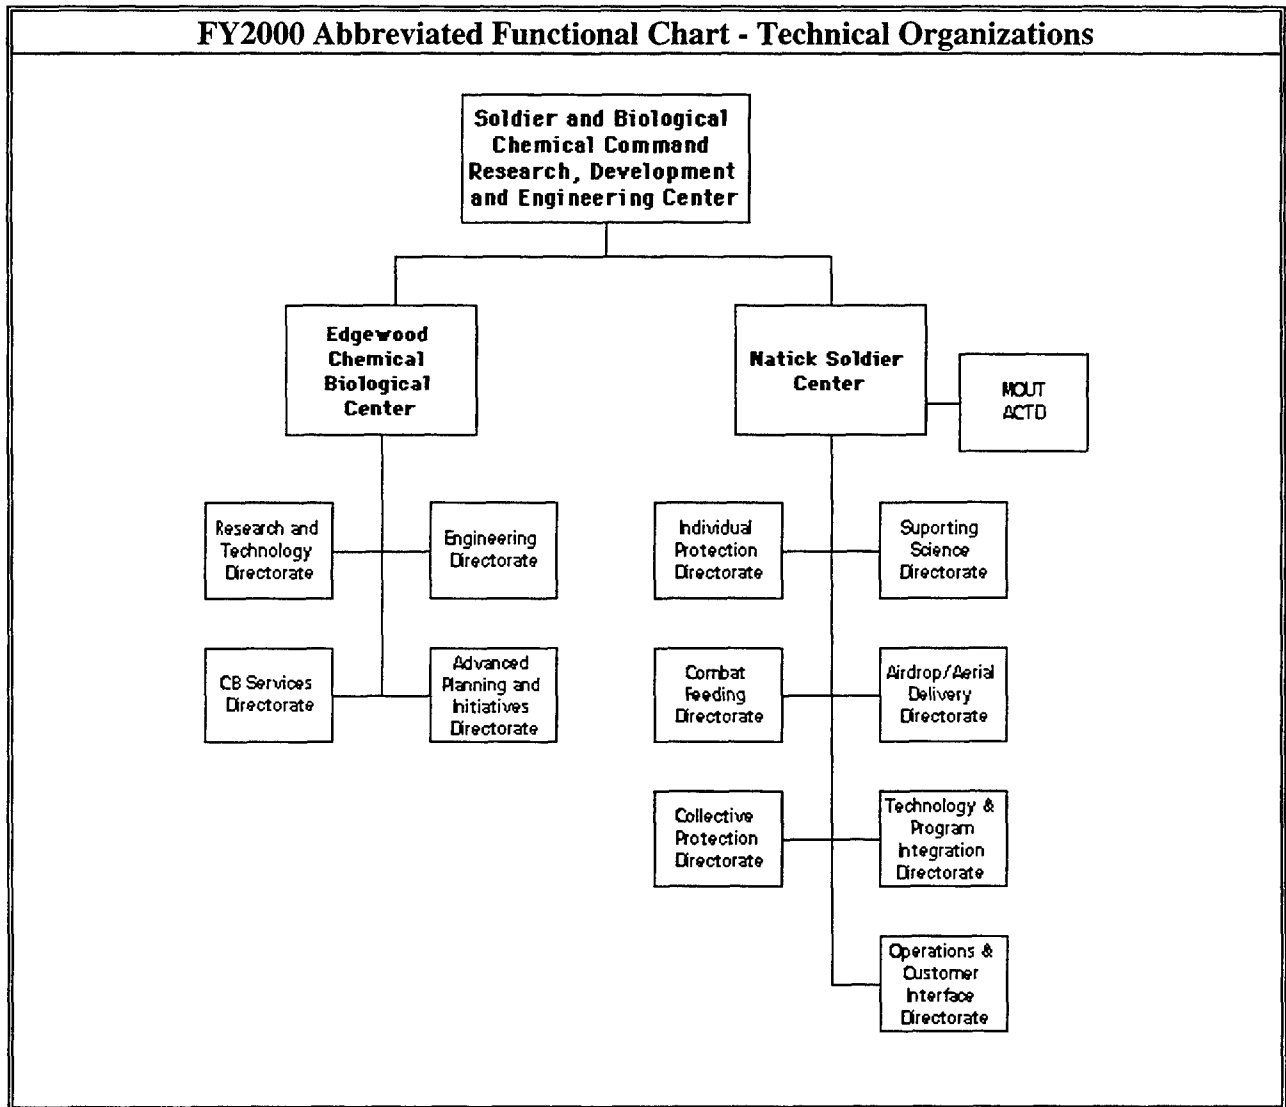 FY2000 Abbreviated Functional Chart - Technical Organizations
Soldier and Biological
Chemical Command
Research, Development
and Engineering Center
Edgewood
Chemical
Biological
Center
Natick Soldier
Center
MOUT
ACTD
Research and
Technology
Directorate
Engineering
Directorate
Individual
Protection
Directorate
Suporting
Science
Directorate
CB Services
Directorate
Advanced
Planning and
Initiatives
Directorate
Combat
Feeding
Directorate
Airdrop/Aerial
Delivery
Directorate
Collective
Protection
Directorate
Technology &
Program
Integration
Directorate
Operations &
Customer
Interface
Directorate